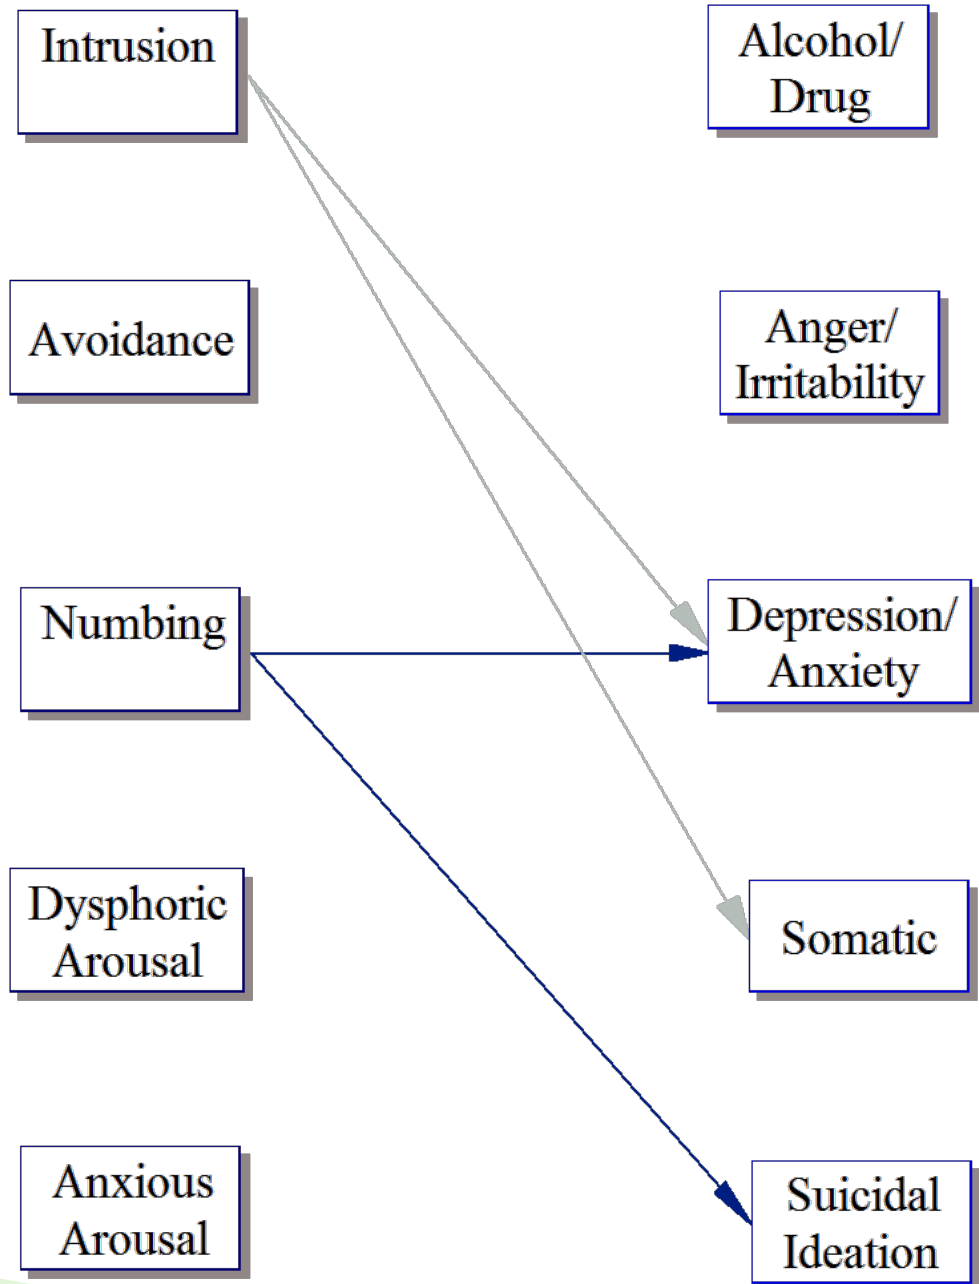 Intrusion
Alcohol/
Drug
Avoidance
Anger/
Irritability
Numbing
Depression/
Anxiety
Dysphoric
Arousal
Somatic
Anxious
Arousal
Suicidal
Ideation